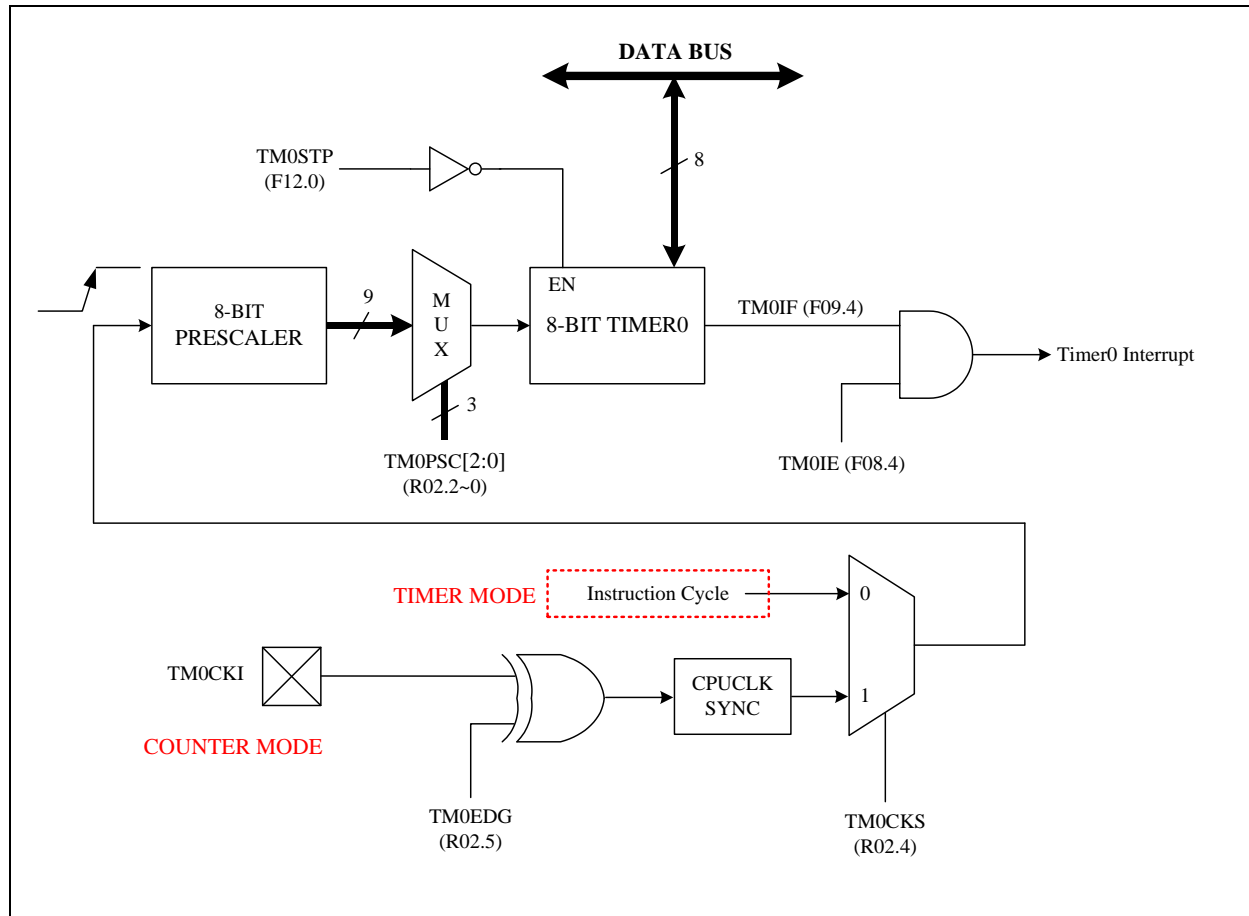 DATA BUS
8
TM0STP
(F12.0)
8-BIT
PRESCALER
9
M
U
X
3
TM0PSC[2:0]
(R02.2~0)
EN
8-BIT TIMER0
TM0IF (F09.4)
Timer0 Interrupt
TM0IE (F08.4)
TIMER MODE
Instruction Cycle
0
TM0CKI
CPUCLK
SYNC
1
COUNTER MODE
TM0EDG
(R02.5)
TM0CKS
(R02.4)